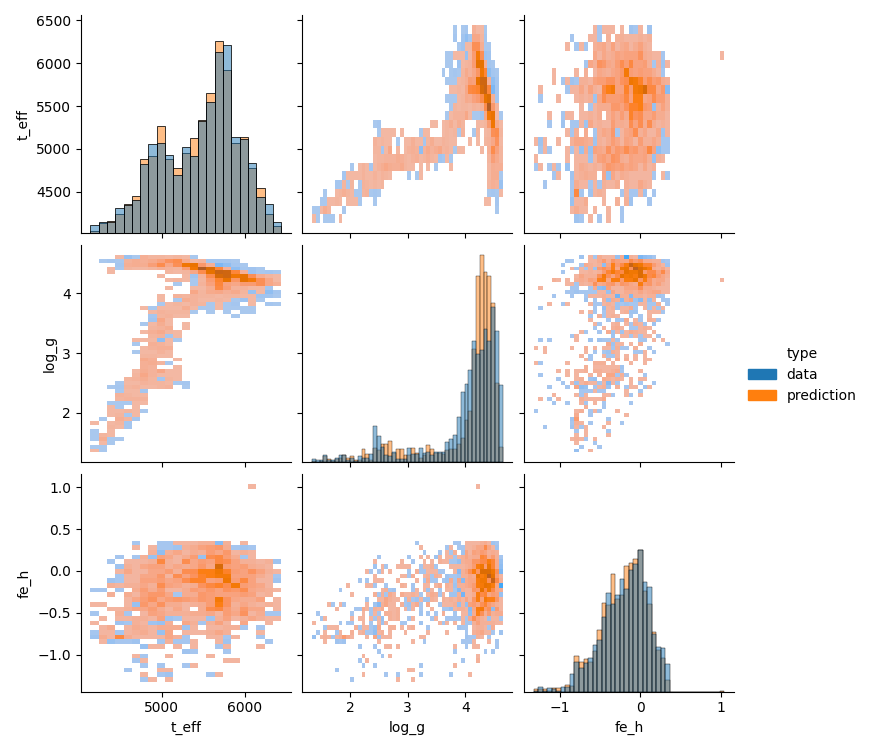 6500
6000
5500
5000
4500
t_eff
4
3
2
log_g
type
data
prediction
1.0
0.5
0.0
−0.5
−1.0
fe_h
5000 6000
t_eff
2 3 4
log_g
−1 0 1
fe_h